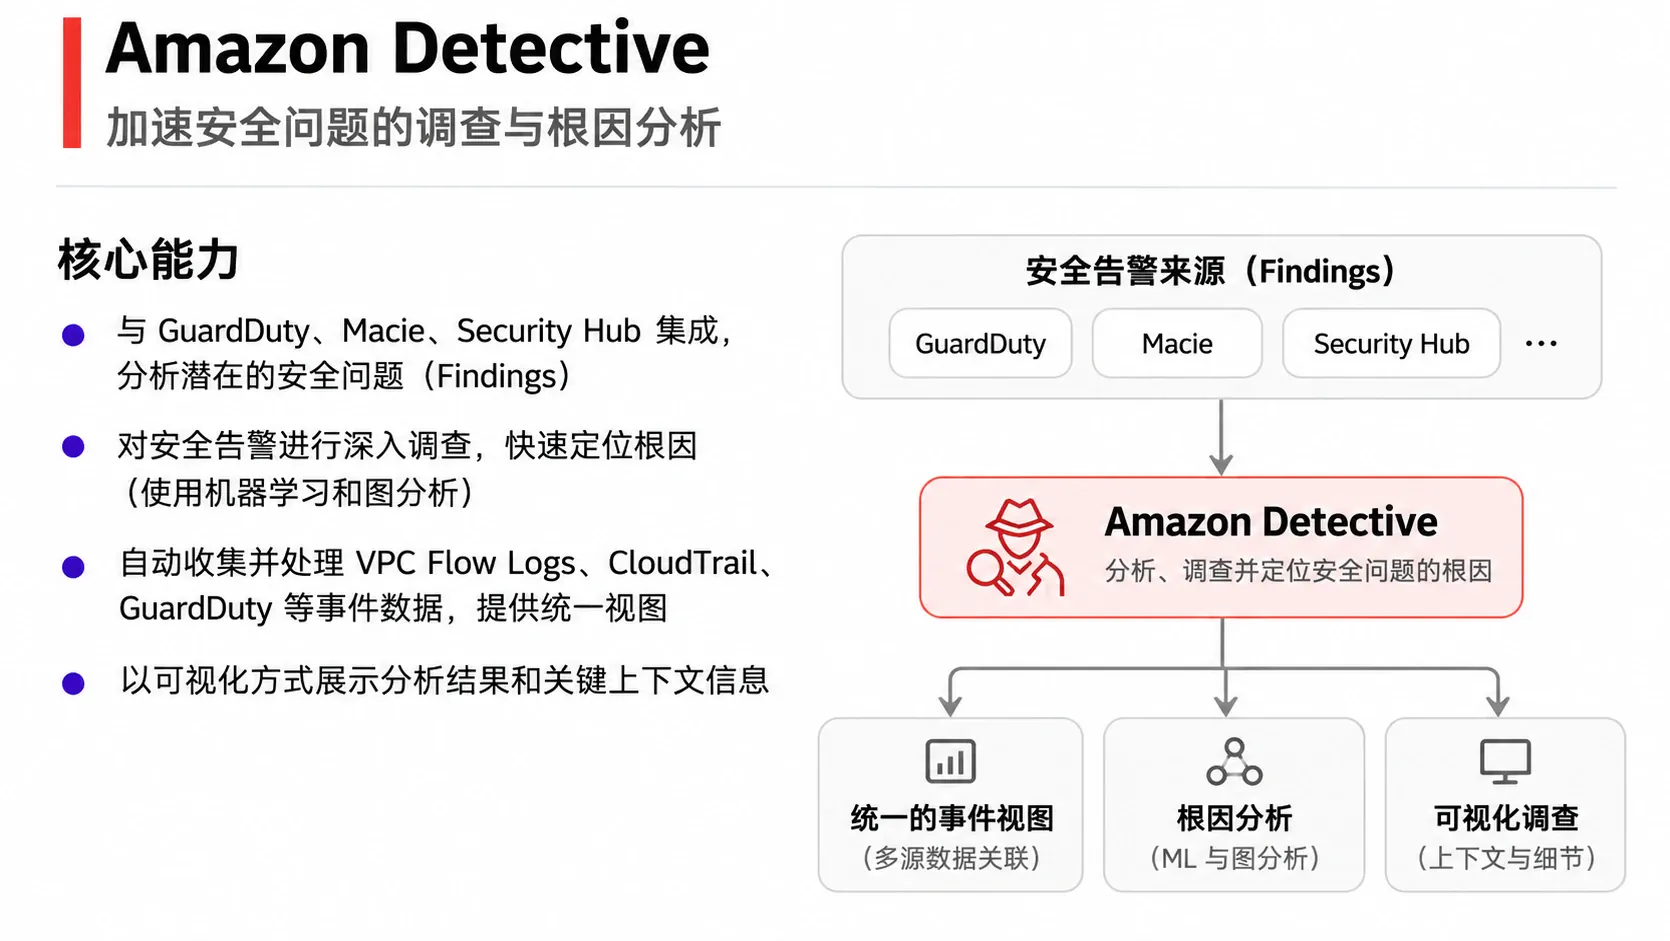 Amazon Detective
加速安全问题的调查与根因分析
核心能力
与 GuardDuty、Macie、Security Hub 集成，
分析潜在的安全问题（Findings）
对安全告警进行深入调查，快速定位根因
（使用机器学习和图分析）
自动收集并处理 VPC Flow Logs、CloudTrail、
GuardDuty 等事件数据，提供统一视图
以可视化方式展示分析结果和关键上下文信息
安全告警来源（Findings）
GuardDuty
Macie
Security Hub
···
Amazon Detective
分析、调查并定位安全问题的根因
统一的事件视图
（多源数据关联）
根因分析
（ML 与图分析）
可视化调查
（上下文与细节）